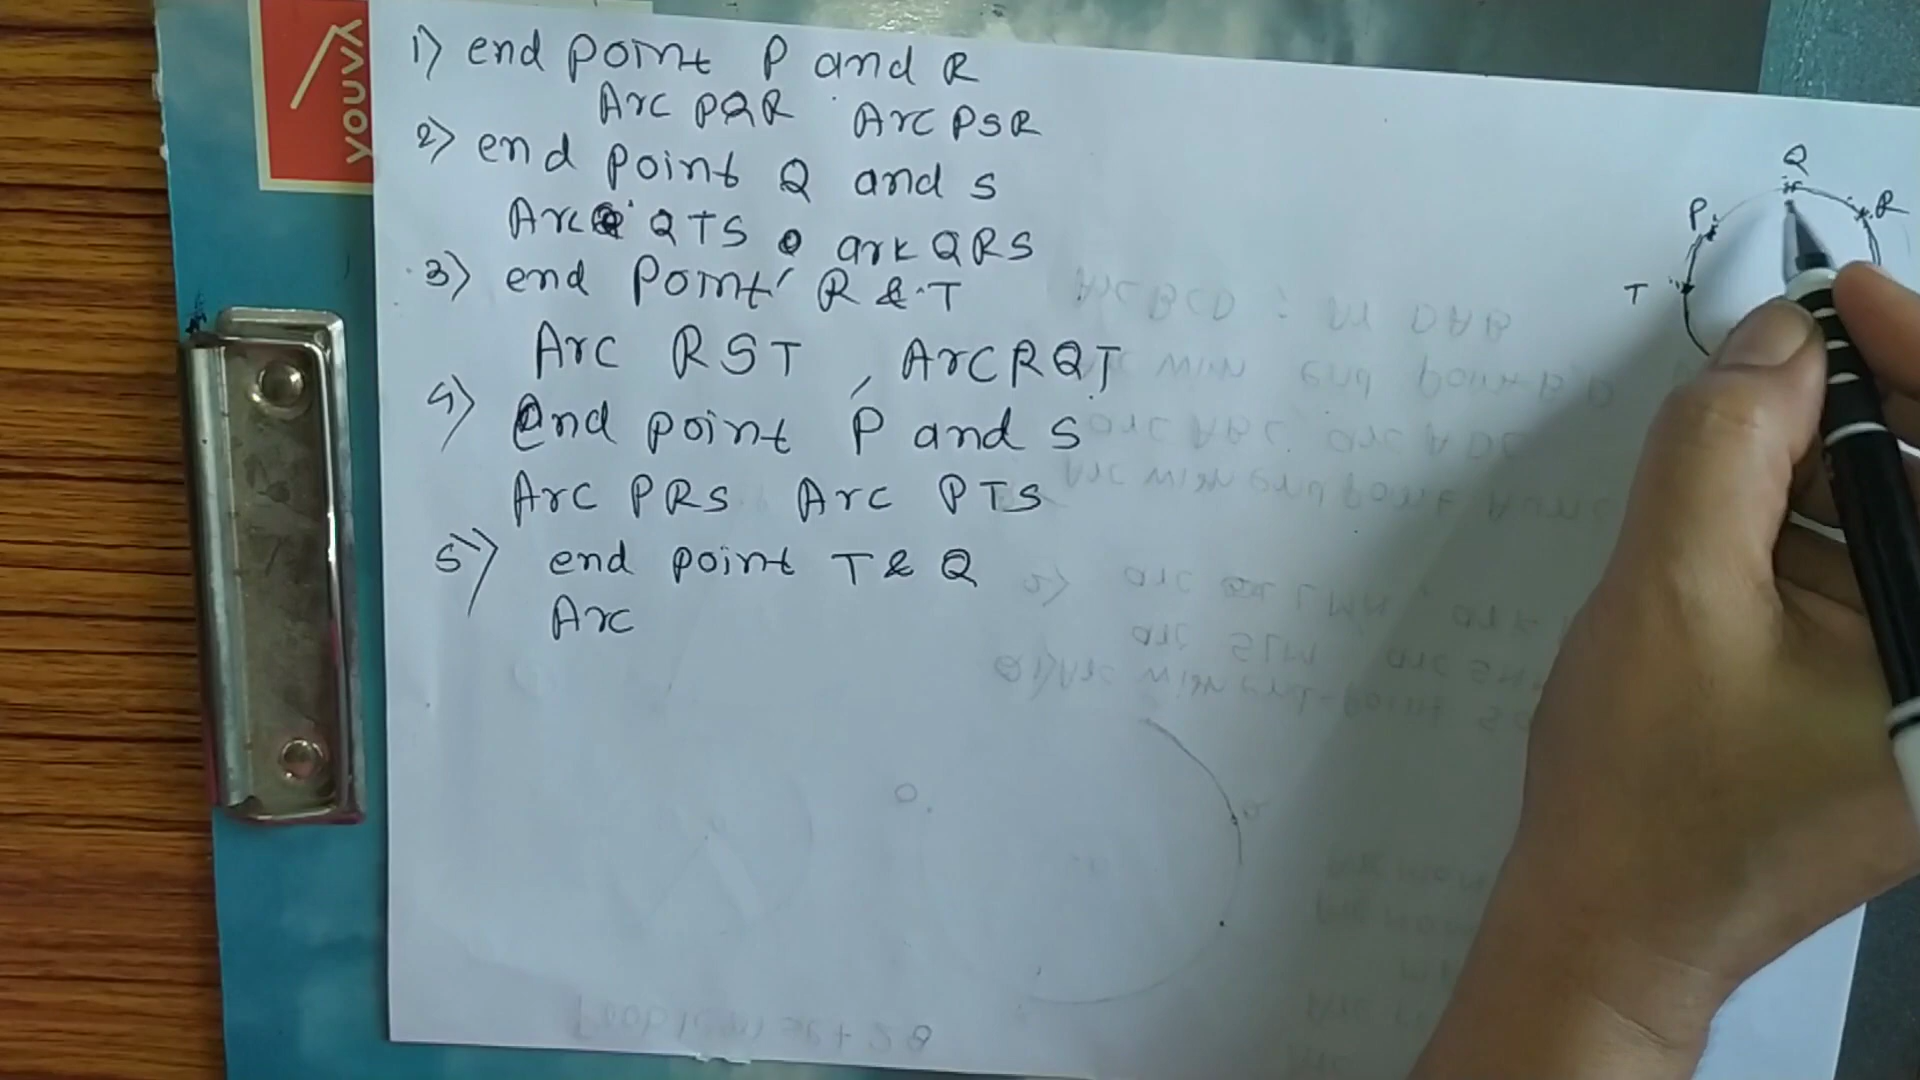 YOUVA
1) end point P and R
Arc PQR Arc PSR
2) end point Q and S
Arc QTS ark QRS
3) end Point R & T
Arc RST, Arc RQT
4) end point P and S
Arc PRS Arc PTS
5) end point T & Q
Arc
Q
P
R
T